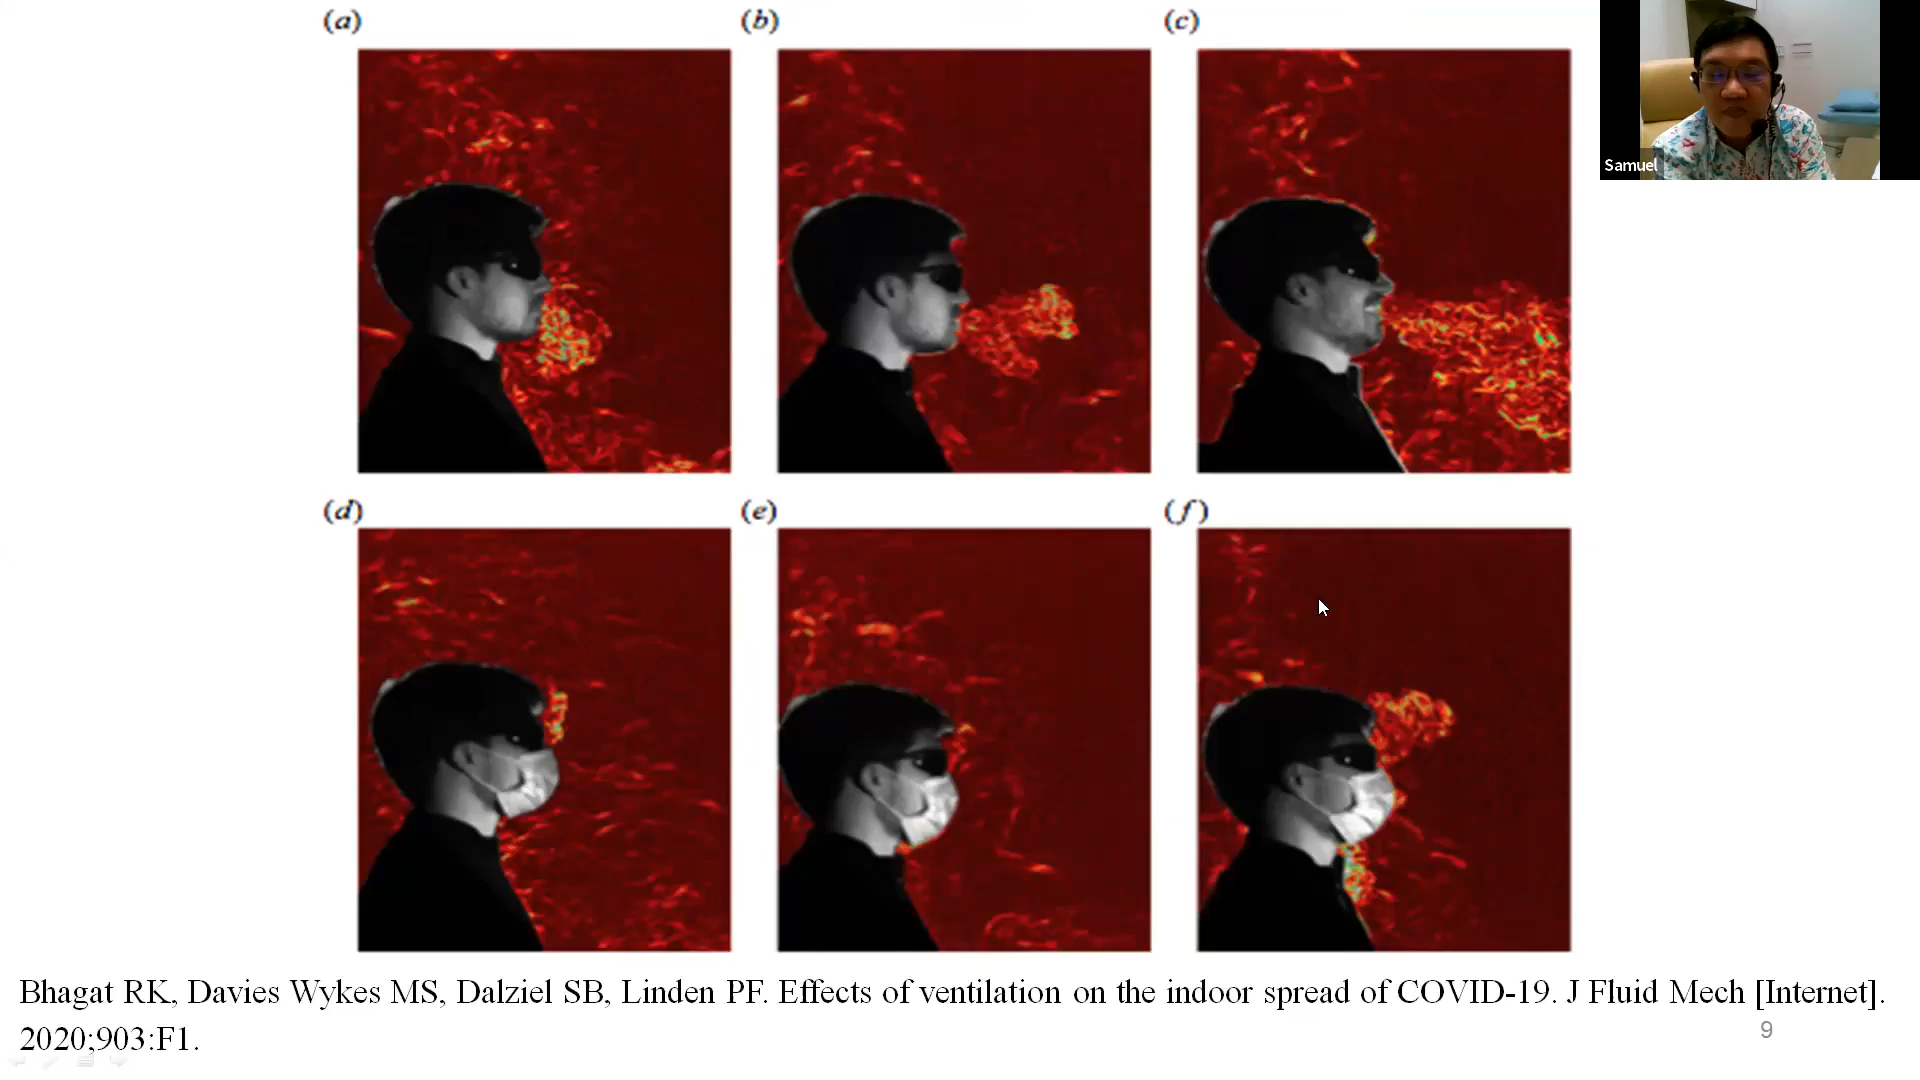 (a)
(b)
(c)
Samuel
(d)
(e)
(f)
Bhagat RK, Davies Wykes MS, Dalziel SB, Linden PF. Effects of ventilation on the indoor spread of COVID-19. J Fluid Mech [Internet].
2020;903:F1.
9